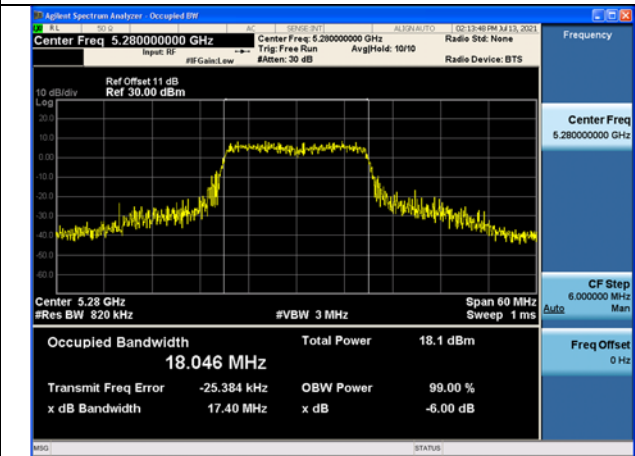 Agilent Spectrum Analyzer - Occupied BW
RL 50 Ω AC SENSE:INT ALIGN AUTO 02:13:48 PM Jul 13, 2021
Center Freq 5.280000000 GHz
Input: RF
#IFGain:Low
Center Freq: 5.280000000 GHz
Trig: Free Run Avg|Hold: 10/10
#Atten: 30 dB
Radio Std: None
Radio Device: BTS
Frequency
Ref Offset 11 dB
10 dB/div Ref 30.00 dBm
Log
20.0
10.0
0.00
-10.0
-20.0
-30.0
-40.0
-50.0
-60.0
Center Freq
5.280000000 GHz
Center 5.28 GHz Span 60 MHz
#Res BW 820 kHz #VBW 3 MHz Sweep 1 ms
CF Step
6.000000 MHz
Auto Man
Occupied Bandwidth Total Power 18.1 dBm
18.046 MHz
Transmit Freq Error -25.384 kHz OBW Power 99.00 %
x dB Bandwidth 17.40 MHz x dB -6.00 dB
Freq Offset
0 Hz
MSG STATUS